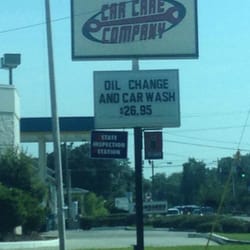 CAR CARE
COMPANY
OIL CHANGE
AND CAR WASH
$26.95
STATE
INSPECTION
STATION